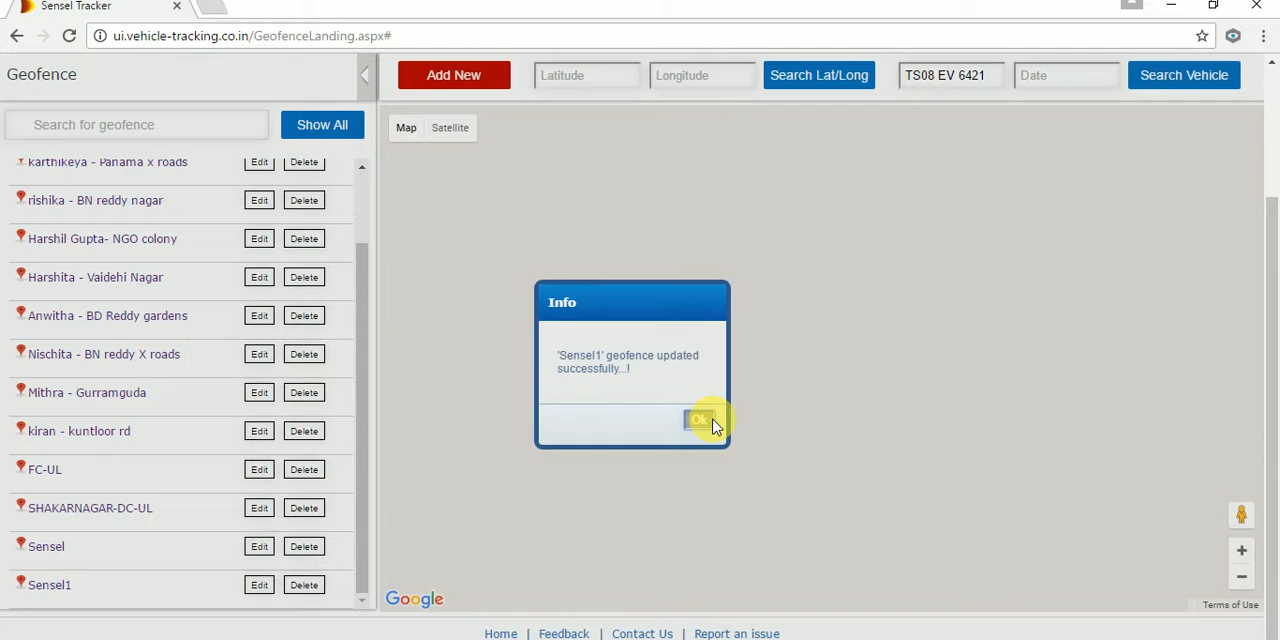 Sensel Tracker
ui.vehicle-tracking.co.in/GeofenceLanding.aspx#
Geofence
Add New
Latitude
Longitude
Search Lat/Long
TS08 EV 6421
Date
Search Vehicle
Search for geofence
Show All
Map
Satellite
karthikeya - Panama x roads Edit Delete
rishika - BN reddy nagar Edit Delete
Harshil Gupta- NGO colony Edit Delete
Harshita - Vaidehi Nagar Edit Delete
Anwitha - BD Reddy gardens Edit Delete
Nischita - BN reddy X roads Edit Delete
Mithra - Gurramguda Edit Delete
kiran - kuntloor rd Edit Delete
FC-UL Edit Delete
SHAKARNAGAR-DC-UL Edit Delete
Sensel Edit Delete
Sensel1 Edit Delete
Info
'Sensel1' geofence updated
successfully...!
Ok
Google
Terms of Use
Home | Feedback | Contact Us | Report an issue